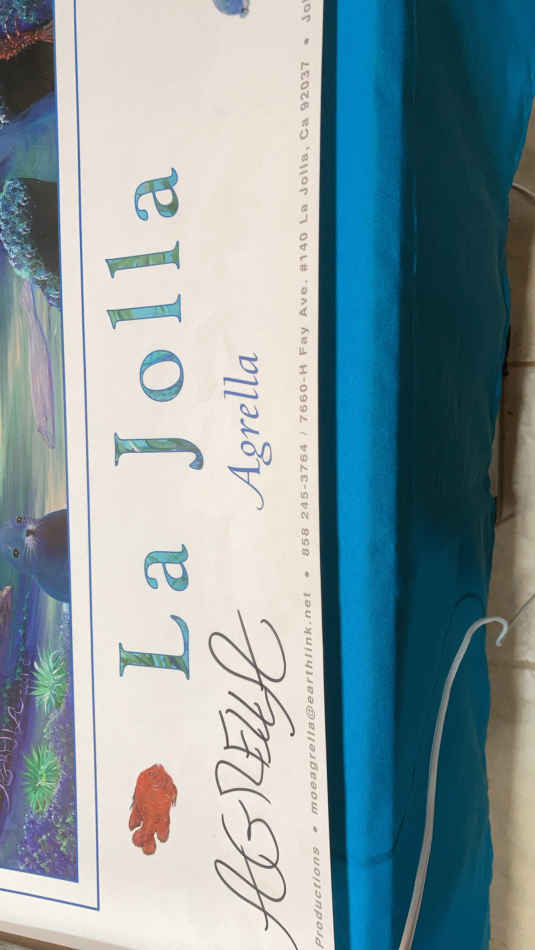 La Jolla
Agrella
AGRELLA
Productions • moeagrella@earthlink.net • 858 245-3764 / 7660-H Fay Ave. #140 La Jolla, Ca 92037 •